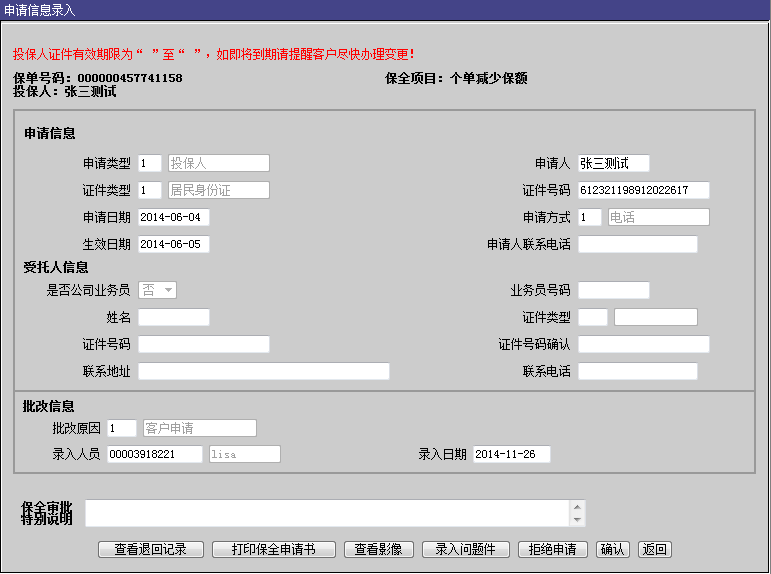 申请信息录入
投保人证件有效期限为“ ”至“ ”，如即将到期请提醒客户尽快办理变更！
保单号码：000000457741158 保全项目：个单减少保额
投保人：张三测试
申请信息
申请类型 1 投保人 申请人 张三测试
证件类型 1 居民身份证 证件号码 612321198912022617
申请日期 2014-06-04 申请方式 1 电话
生效日期 2014-06-05 申请人联系电话
受托人信息
是否公司业务员 否 业务员号码
姓名 证件类型
证件号码 证件号码确认
联系地址 联系电话
批改信息
批改原因 1 客户申请
录入人员 00003918221 lisa 录入日期 2014-11-26
保全审批
特别说明
查看退回记录 打印保全申请书 查看影像 录入问题件 拒绝申请 确认 返回